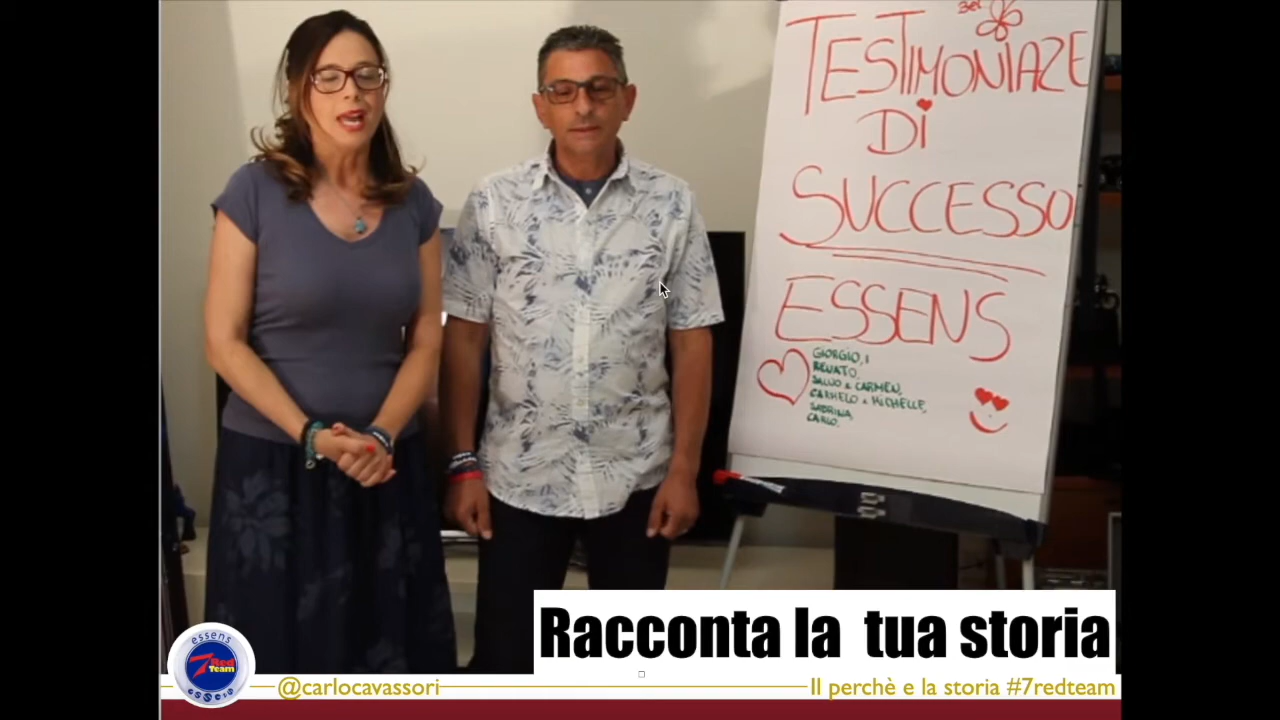 TESTIMONIAZE
DI
SUCCESSO
ESSENS
GIORGIO,
RENATO
SALVO e CARMEN,
CARMELO e MICHELLE,
SABRINA,
CARLO.
Racconta la tua storia
essens
7 Red
Team
essens
@carlocavassori
Il perchè e la storia #7redteam